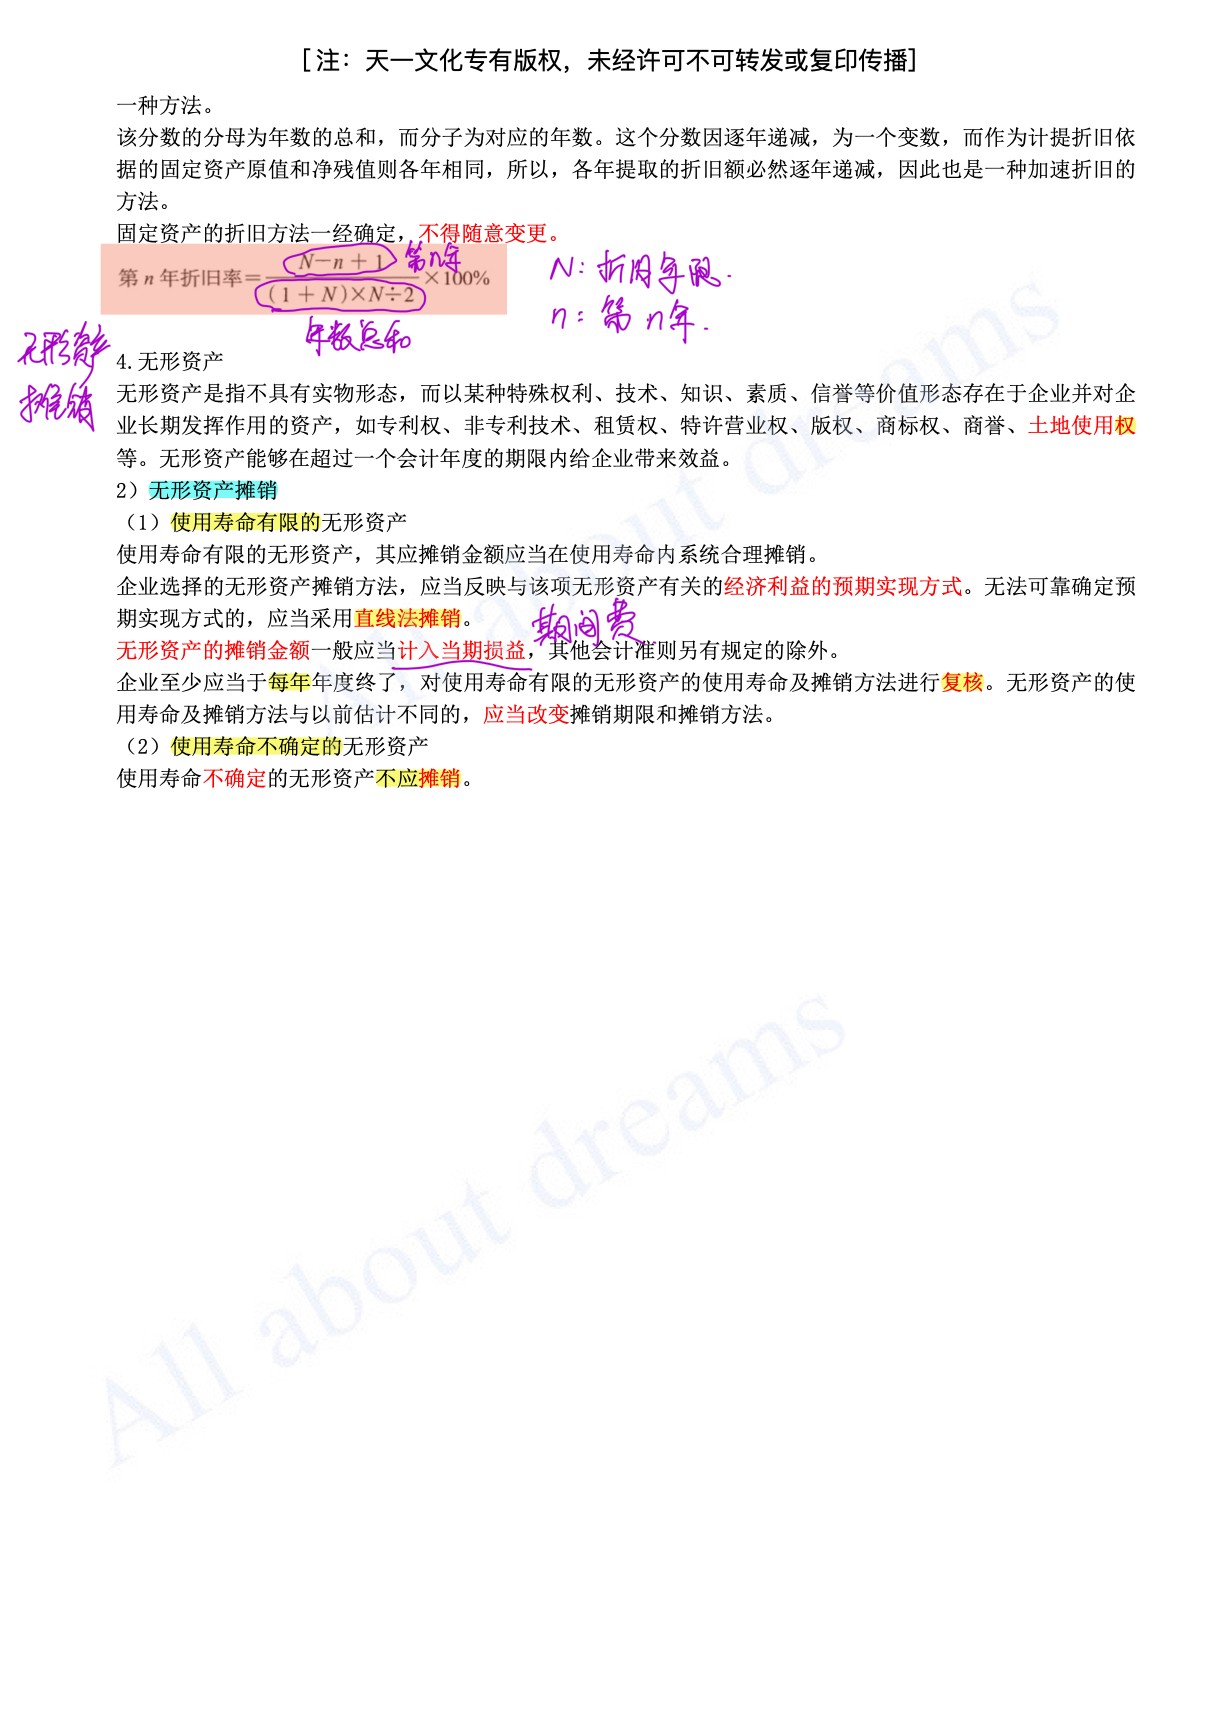 [注：天一文化专有版权，未经许可不可转发或复印传播]
一种方法。
该分数的分母为年数的总和，而分子为对应的年数。这个分数因逐年递减，为一个变数，而作为计提折旧依
据的固定资产原值和净残值则各年相同，所以，各年提取的折旧额必然逐年递减，因此也是一种加速折旧的
方法。
固定资产的折旧方法一经确定，不得随意变更。
第 n 年折旧率＝(N－n＋1)/((1＋N)×N÷2)×100%
第n年
年数总和
N：折旧年限.
n：第 n年.
无形资产
摊销
4.无形资产
无形资产是指不具有实物形态，而以某种特殊权利、技术、知识、素质、信誉等价值形态存在于企业并对企
业长期发挥作用的资产，如专利权、非专利技术、租赁权、特许营业权、版权、商标权、商誉、土地使用权
等。无形资产能够在超过一个会计年度的期限内给企业带来效益。
2）无形资产摊销
（1）使用寿命有限的无形资产
使用寿命有限的无形资产，其应摊销金额应当在使用寿命内系统合理摊销。
企业选择的无形资产摊销方法，应当反映与该项无形资产有关的经济利益的预期实现方式。无法可靠确定预
期实现方式的，应当采用直线法摊销。
期间费
无形资产的摊销金额一般应当计入当期损益，其他会计准则另有规定的除外。
企业至少应当于每年年度终了，对使用寿命有限的无形资产的使用寿命及摊销方法进行复核。无形资产的使
用寿命及摊销方法与以前估计不同的，应当改变摊销期限和摊销方法。
（2）使用寿命不确定的无形资产
使用寿命不确定的无形资产不应摊销。
All about dreams
All about dreams